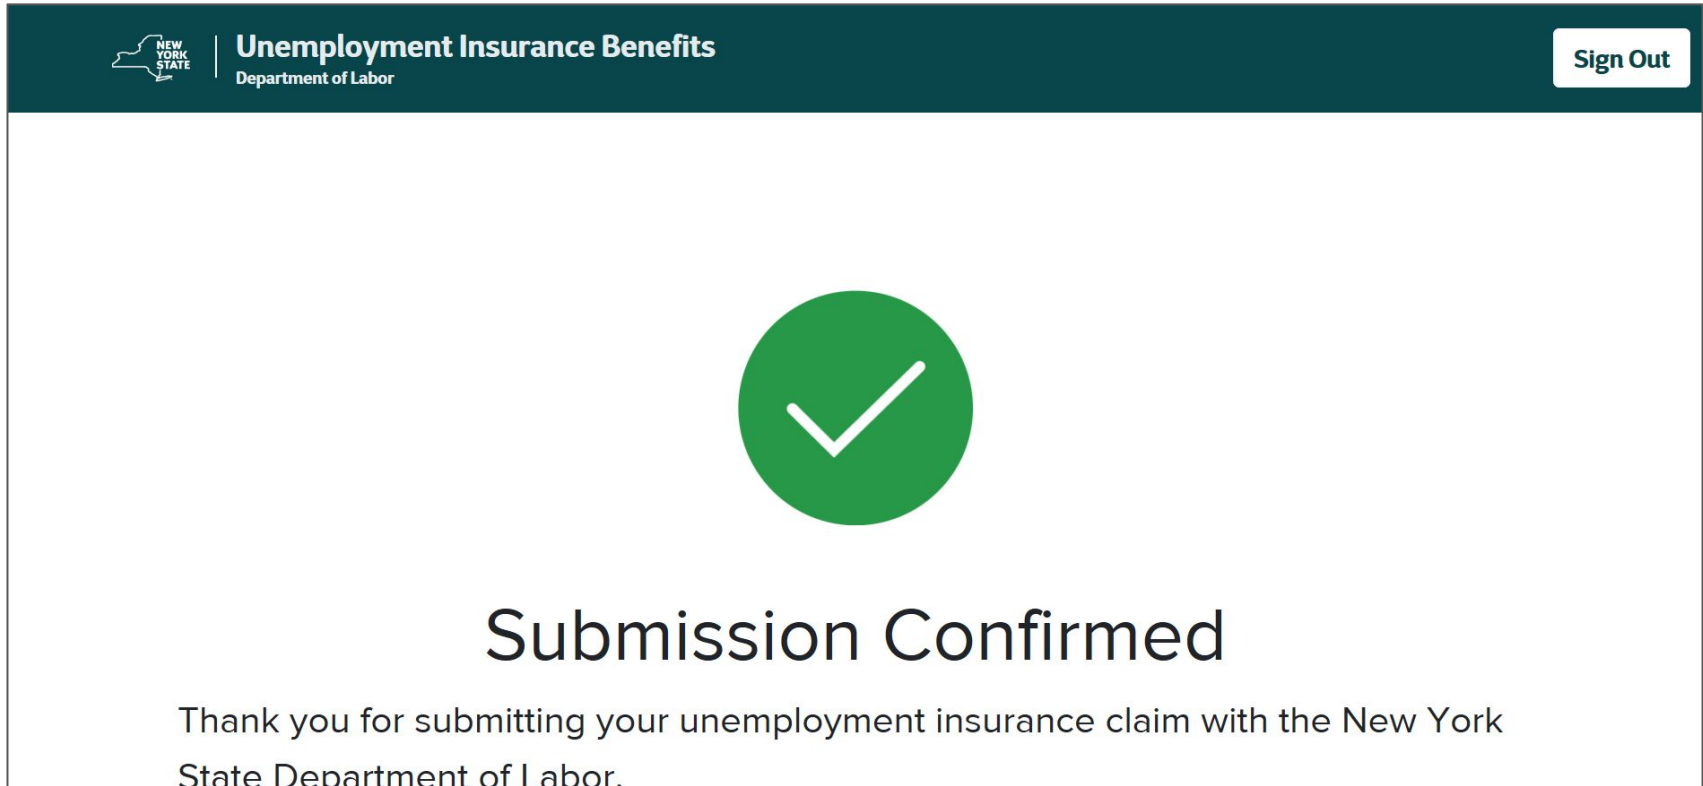 NEW
YORK
STATE
Unemployment Insurance Benefits
Department of Labor
Sign Out
Submission Confirmed
Thank you for submitting your unemployment insurance claim with the New York
State Department of Labor.